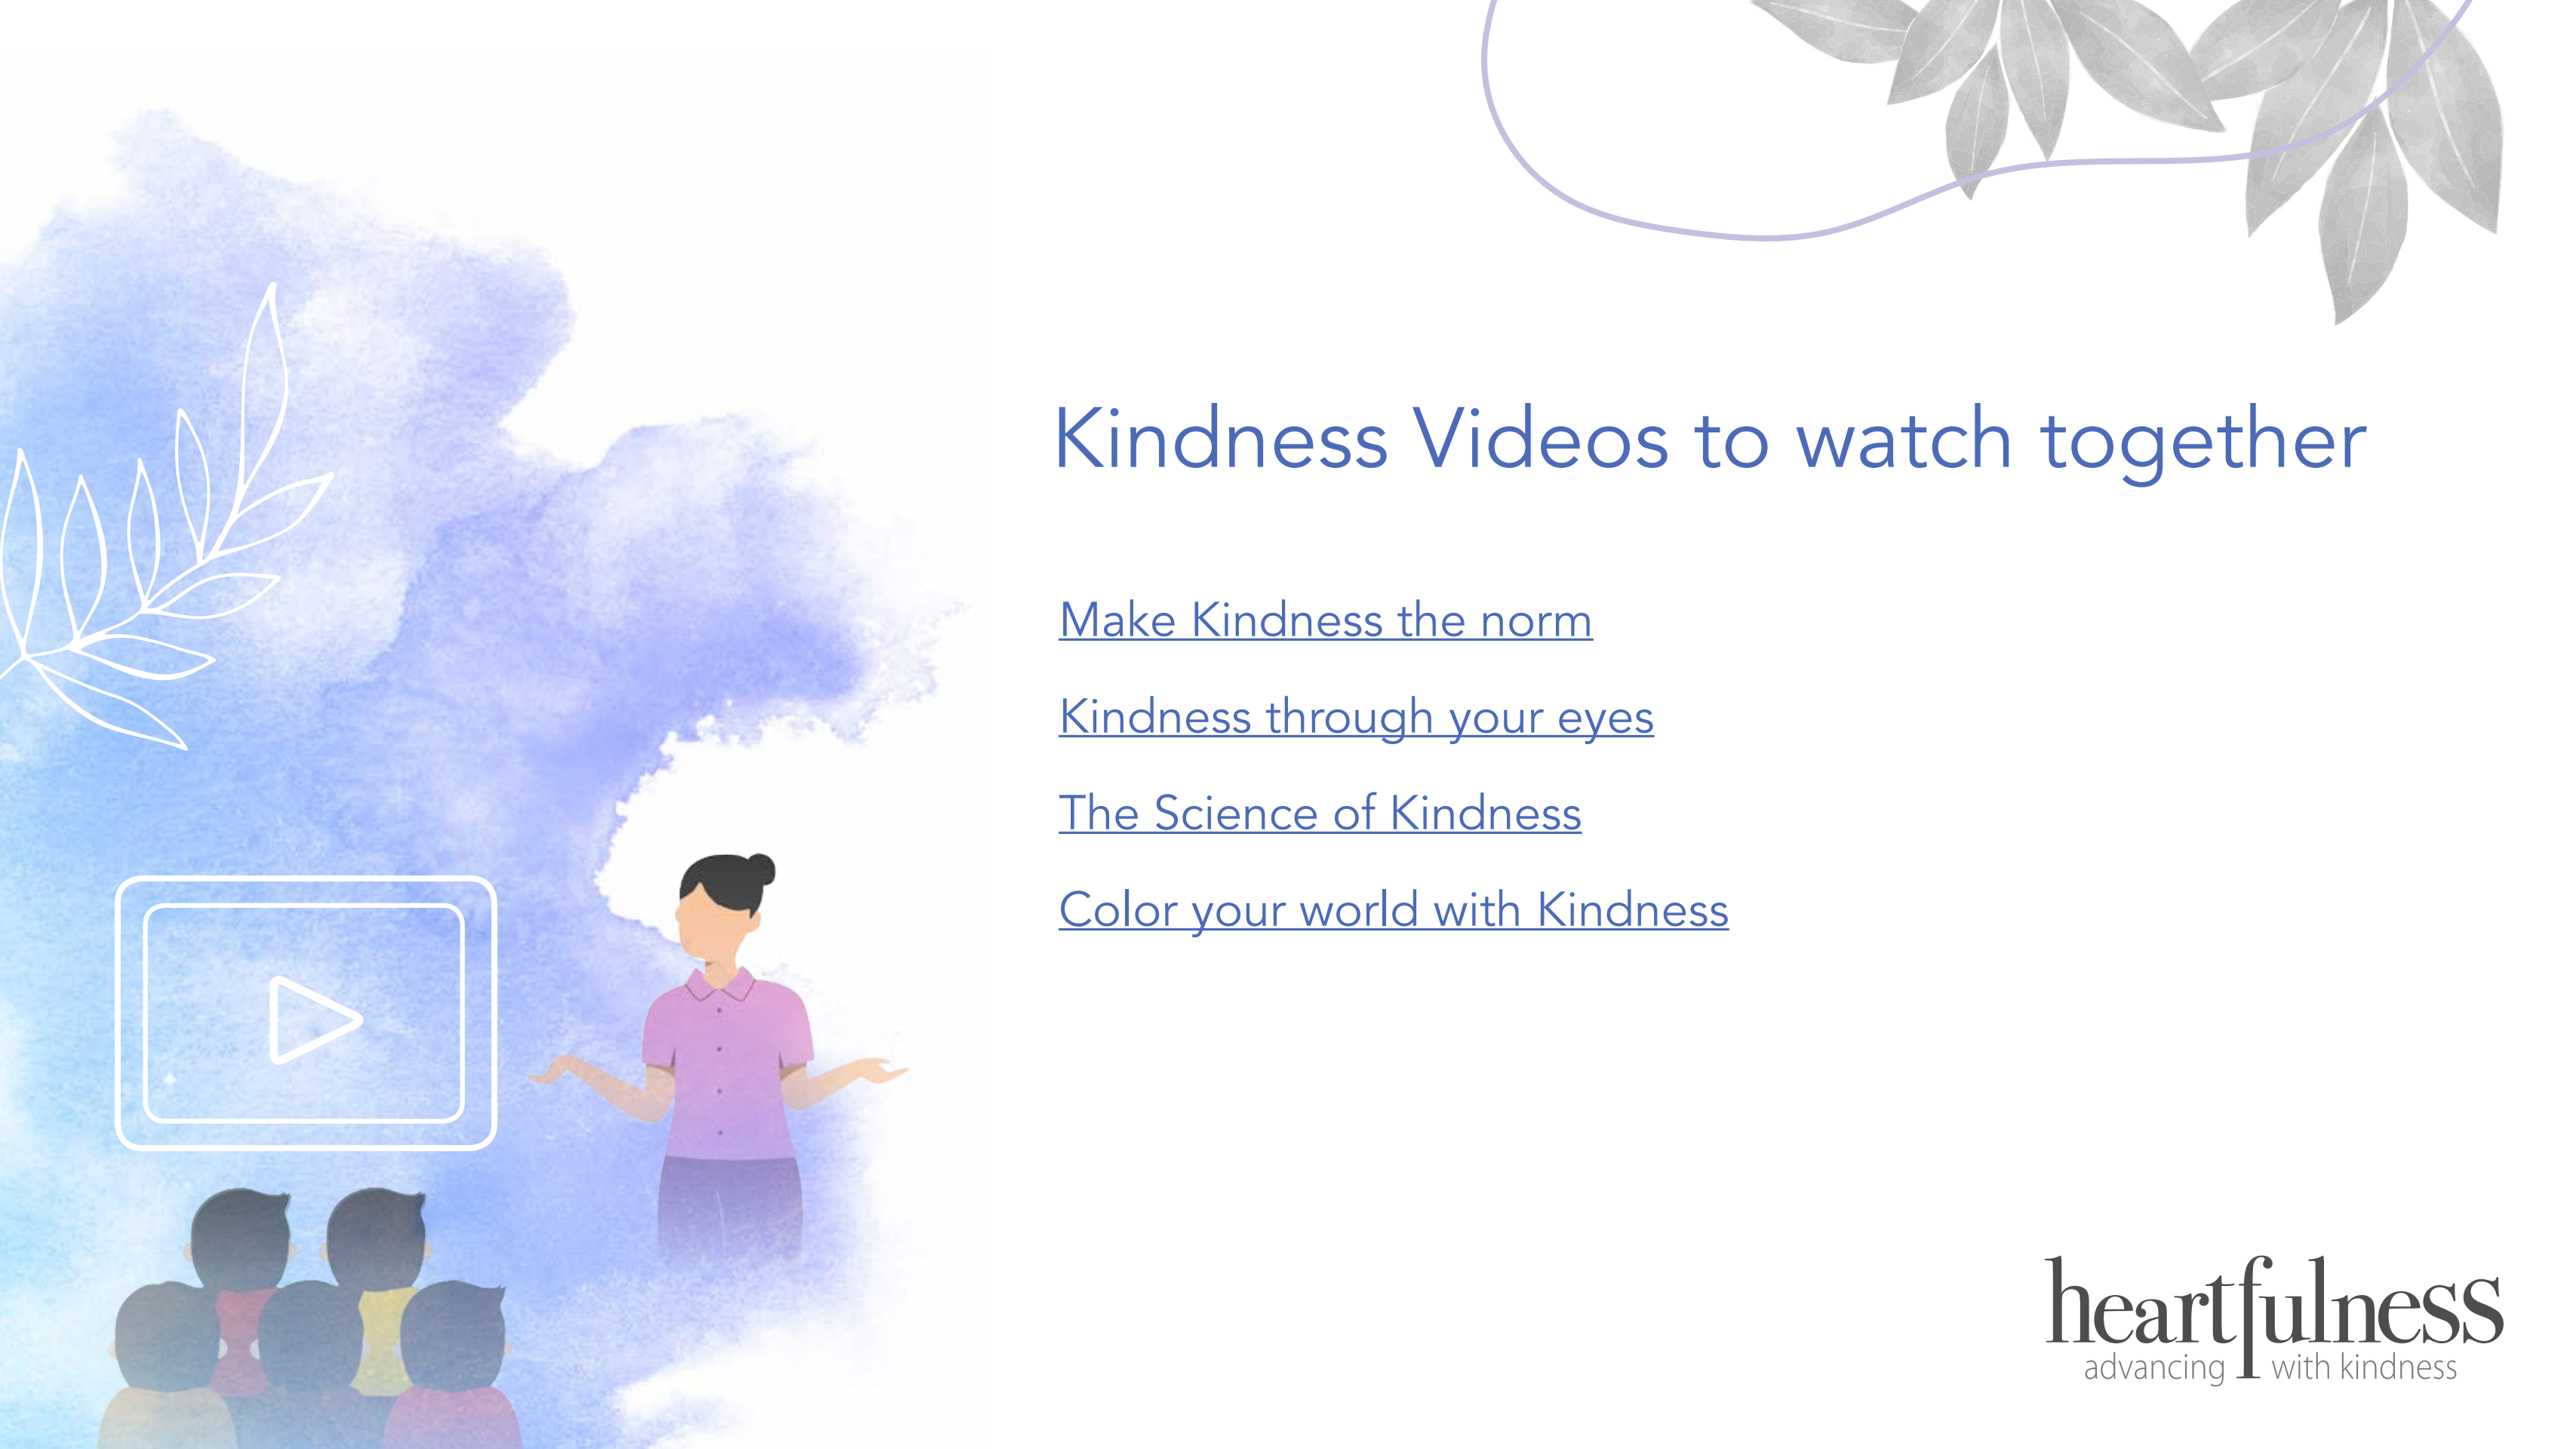 Kindness Videos to watch together
Make Kindness the norm
Kindness through your eyes
The Science of Kindness
Color your world with Kindness
heartfulness
advancing with kindness